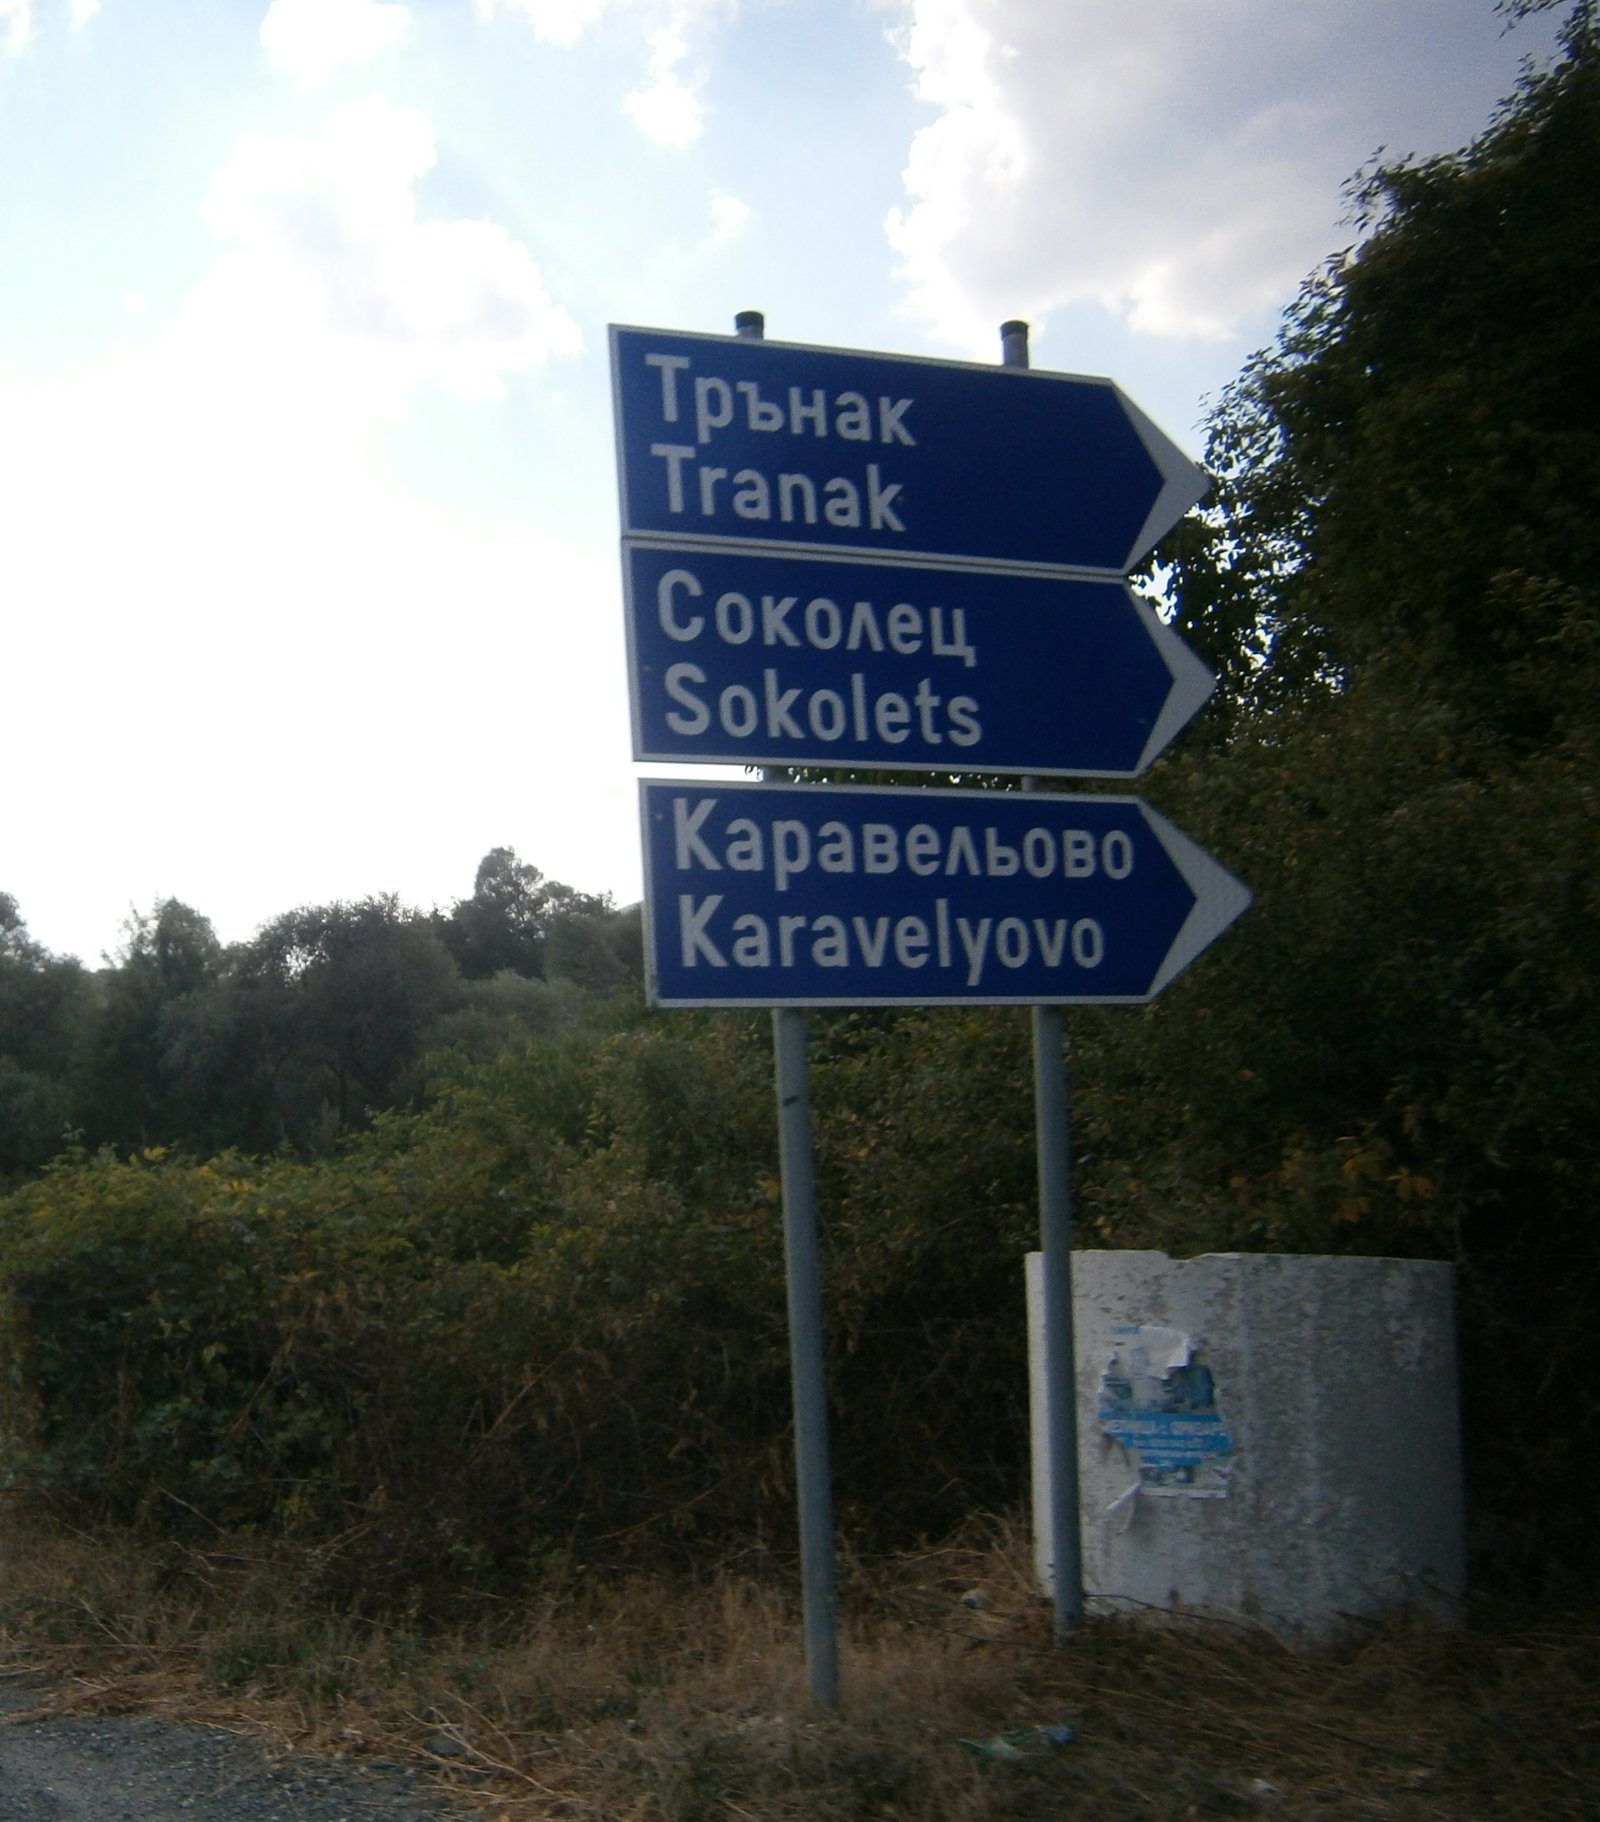 Трънак
Tranak
Соколец
Sokolets
Каравельово
Karavelyovo